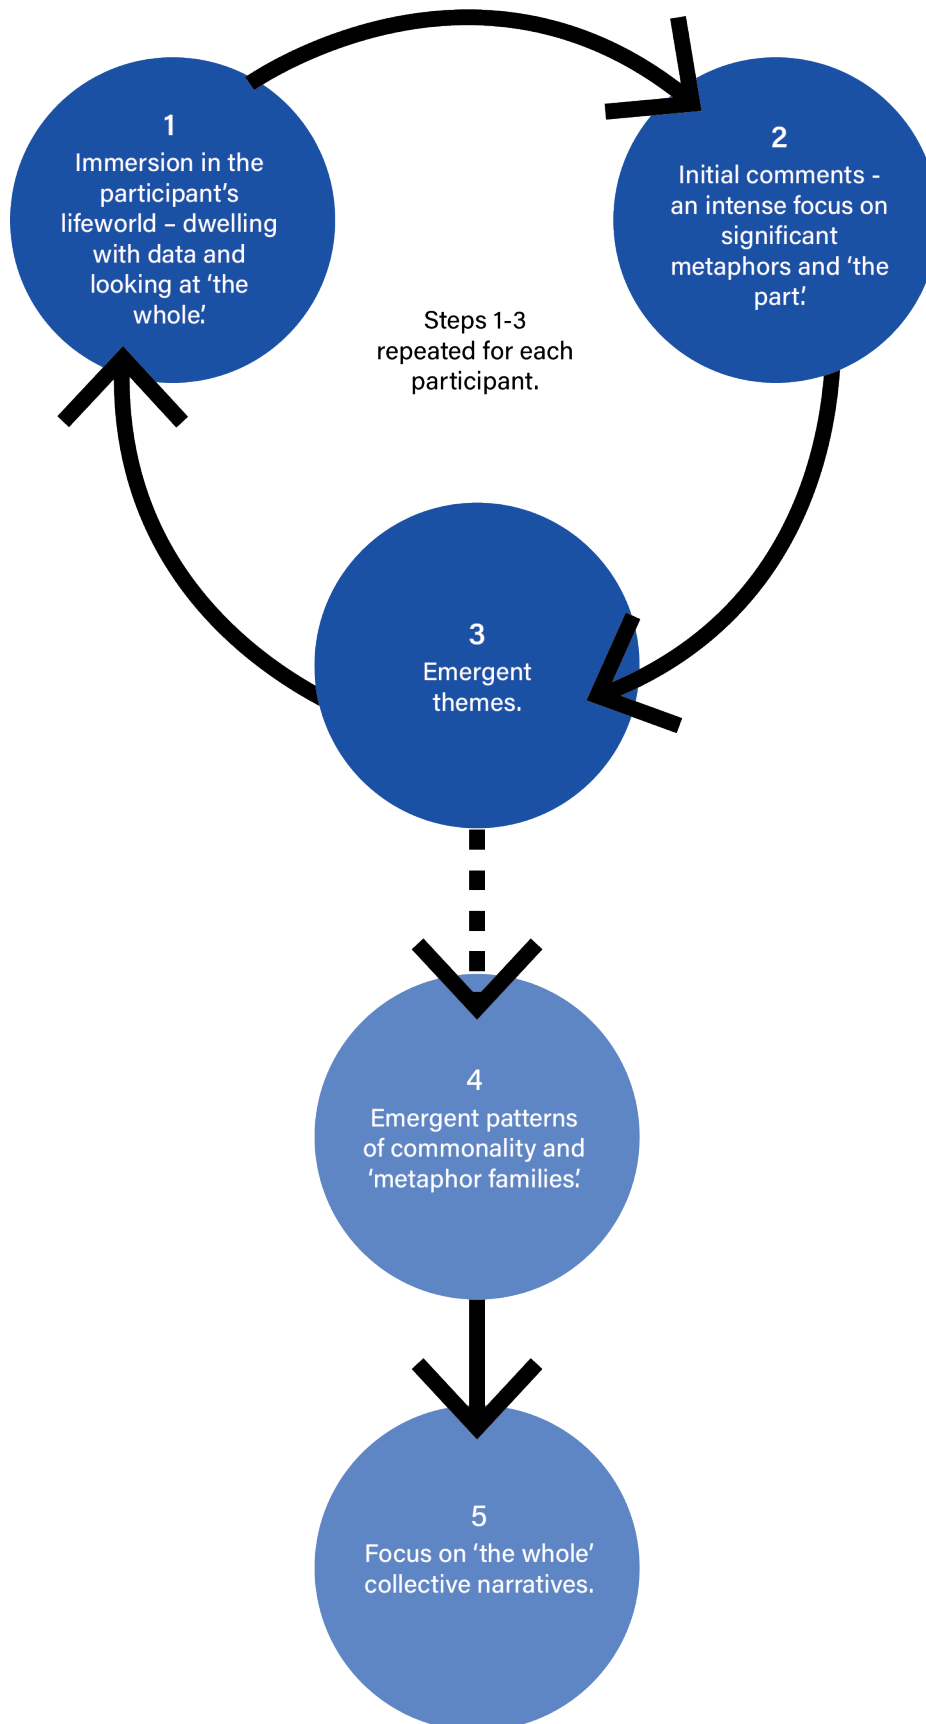 1
Immersion in the
participant’s
lifeworld – dwelling
with data and
looking at ‘the
whole’.
2
Initial comments -
an intense focus on
significant
metaphors and ‘the
part’.
Steps 1-3
repeated for each
participant.
3
Emergent
themes.
4
Emergent patterns
of commonality and
‘metaphor families’.
5
Focus on ‘the whole’
collective narratives.